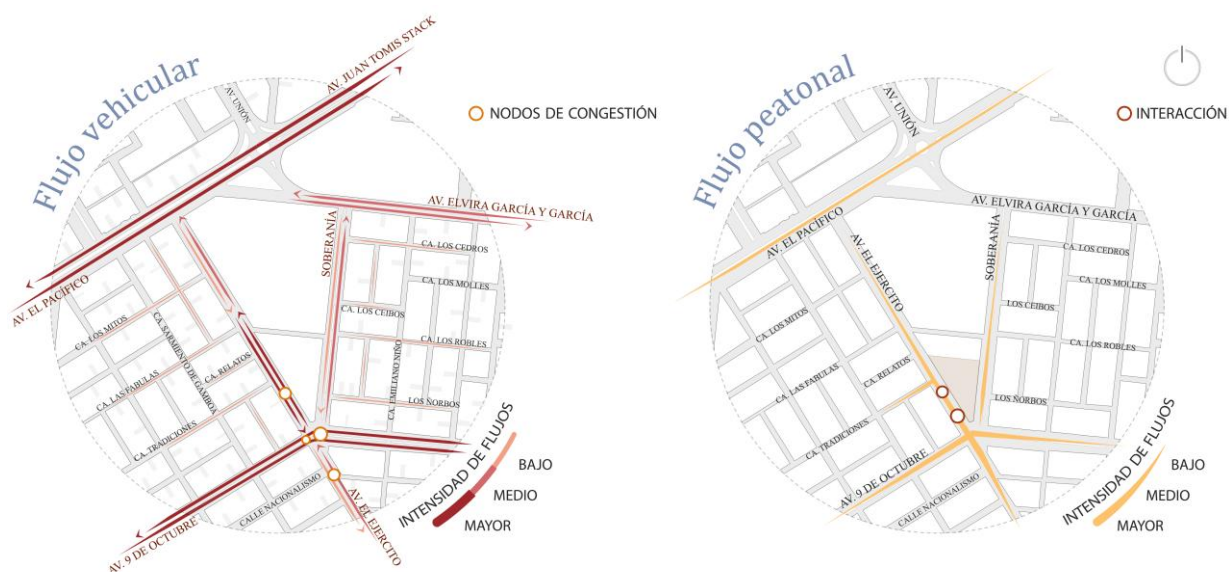 Flujo vehicular
AV. JUAN TOMIS STACK
AV. UNIÓN
NODOS DE CONGESTIÓN
AV. ELVIRA GARCÍA Y GARCÍA
SOBERANÍA
CA. LOS CEDROS
CA. LOS MOLLES
AV. EL PACÍFICO
CA. LOS MITOS
CA. SARMIENTO DE GAMBOA
CA. LOS CEIBOS
CA. LOS ROBLES
CA. RELATOS
CA. EMILIANO NIÑO
CA. LAS FABULAS
LOS ÑORBOS
CA. TRADICIONES
CALLE NACIONALISMO
AV. 9 DE OCTUBRE
AV. EL EJERCITO
INTENSIDAD DE FLUJOS
BAJO
MEDIO
MAYOR
Flujo peatonal
AV. UNIÓN
INTERACCIÓN
AV. EL PACÍFICO
AV. ELVIRA GARCÍA Y GARCÍA
AV. EL EJERCITO
SOBERANÍA
CA. LOS CEDROS
CA. LOS MOLLES
LOS CEIBOS
CA. LOS MITOS
CA. LOS ROBLES
CA. RELATOS
CA. LAS FABULAS
LOS ÑORBOS
CA. TRADICIONES
AV. 9 DE OCTUBRE
CALLE NACIONALISMO
INTENSIDAD DE FLUJOS
BAJO
MEDIO
MAYOR